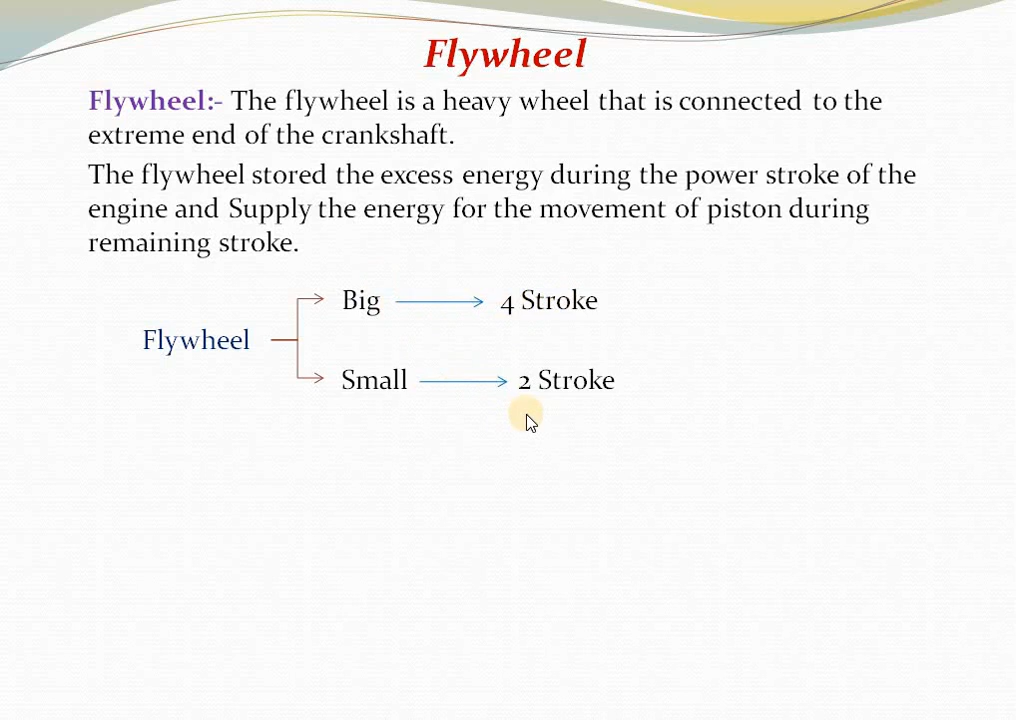 Flywheel
Flywheel:- The flywheel is a heavy wheel that is connected to the
extreme end of the crankshaft.
The flywheel stored the excess energy during the power stroke of the
engine and Supply the energy for the movement of piston during
remaining stroke.
Big 4 Stroke
Flywheel
Small 2 Stroke